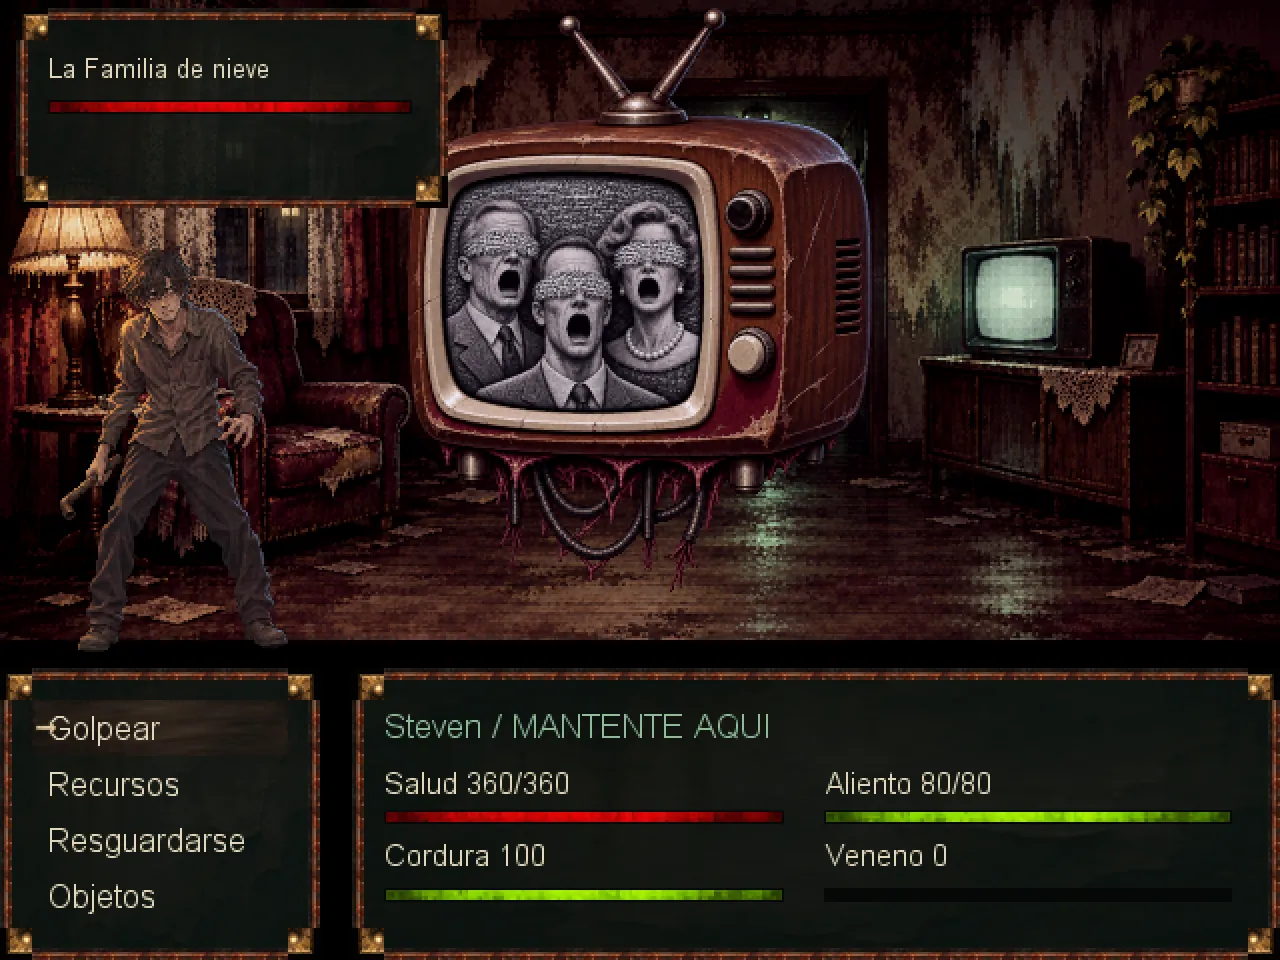 La Familia de nieve
Golpear
Recursos
Resguardarse
Objetos
Steven / MANTENTE AQUI
Salud 360/360
Aliento 80/80
Cordura 100
Veneno 0